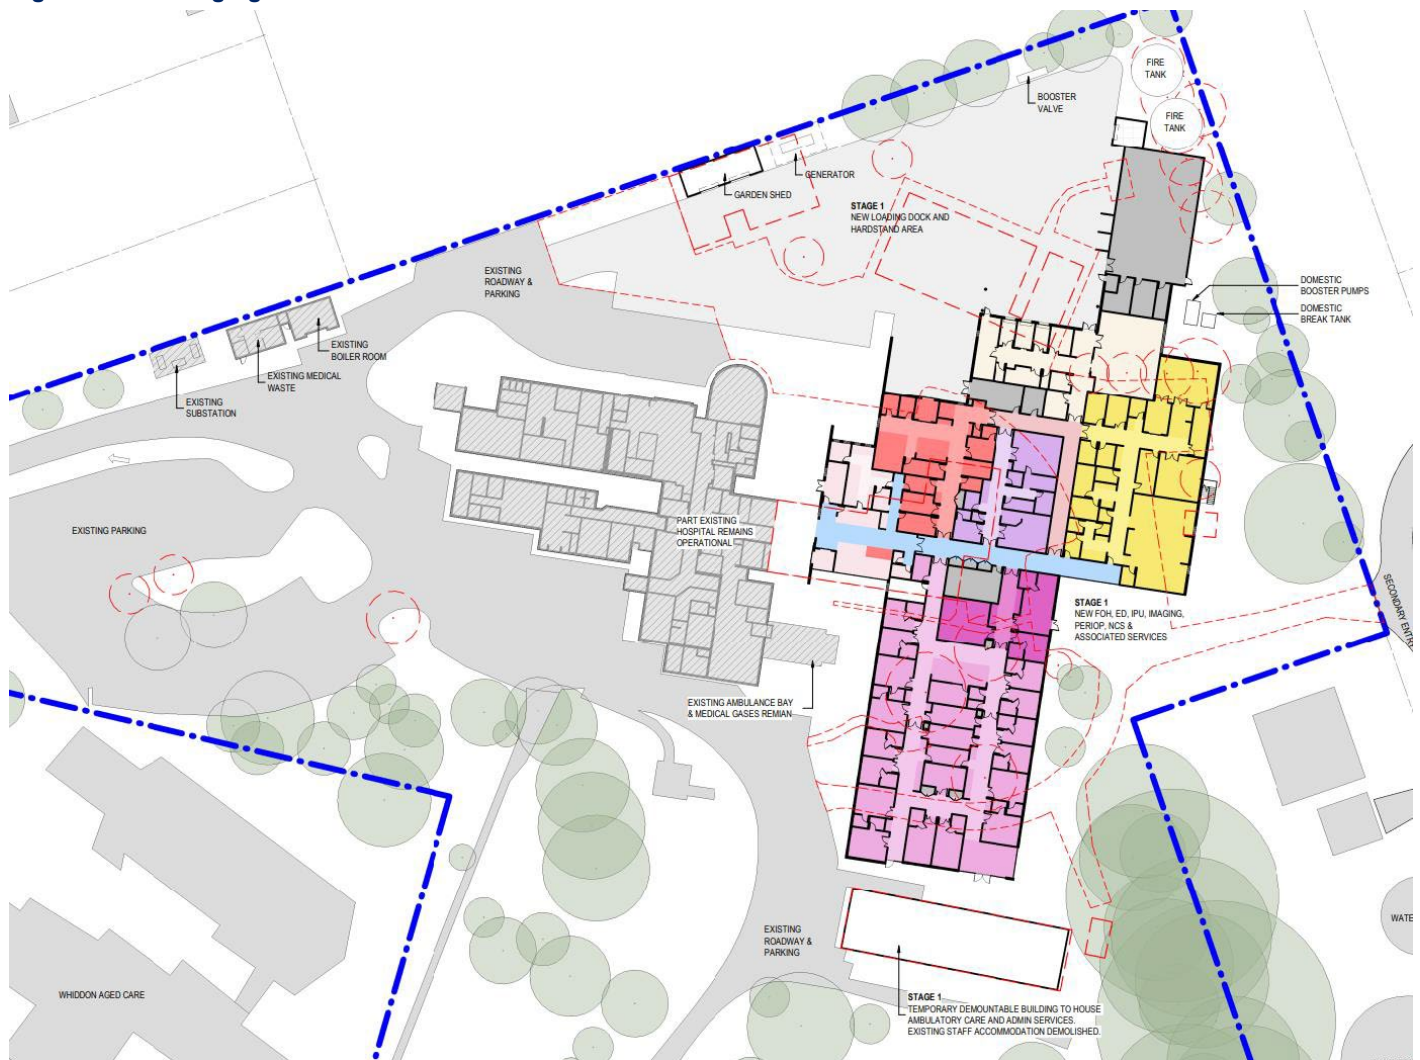 FIRE
TANK
BOOSTER
VALVE
FIRE
TANK
GENERATOR
GARDEN SHED
STAGE 1
NEW LOADING DOCK AND
HARDSTAND AREA
EXISTING
ROADWAY &
PARKING
DOMESTIC
BOOSTER PUMPS
DOMESTIC
BREAK TANK
EXISTING
BOILER ROOM
EXISTING MEDICAL
WASTE
EXISTING
SUBSTATION
EXISTING PARKING
PART EXISTING
HOSPITAL REMAINS
OPERATIONAL
SECONDARY ENTRY
STAGE 1
NEW FOH, ED, IPU, IMAGING,
PERIOP, NCS &
ASSOCIATED SERVICES
EXISTING AMBULANCE BAY
& MEDICAL GASES REMIAN
WATE
EXISTING
ROADWAY &
PARKING
WHIDDON AGED CARE
STAGE 1
TEMPORARY DEMOUNTABLE BUILDING TO HOUSE
AMBULATORY CARE AND ADMIN SERVICES.
EXISTING STAFF ACCOMMODATION DEMOLISHED.